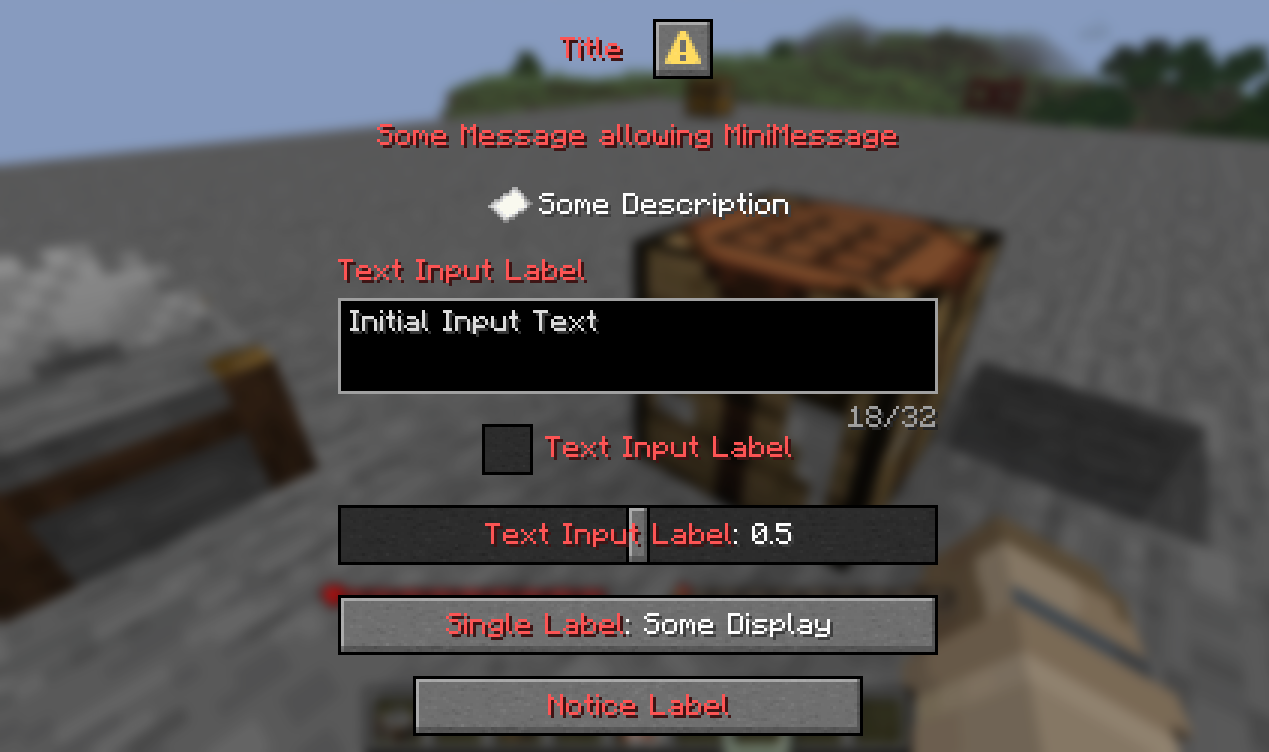 Title
Some Message allowing MiniMessage
Some Description
Text Input Label
Initial Input Text
18/32
Text Input Label
Text Input Label: 0.5
Single Label: Some Display
Notice Label